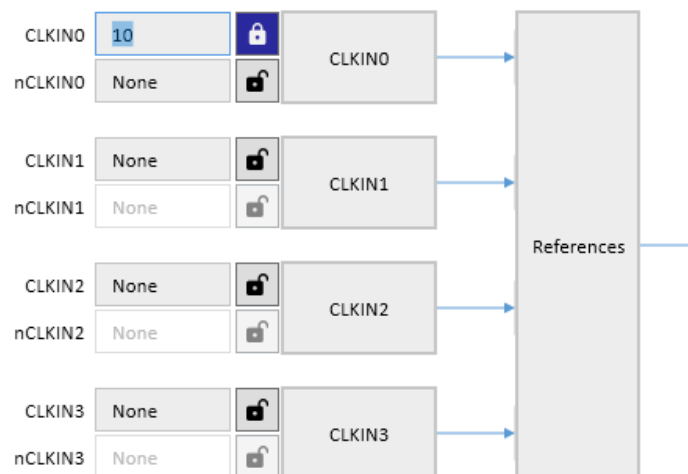 CLKIN0 10
CLKIN0
nCLKIN0 None
CLKIN1 None
CLKIN1
nCLKIN1 None
References
CLKIN2 None
CLKIN2
nCLKIN2 None
CLKIN3 None
CLKIN3
nCLKIN3 None